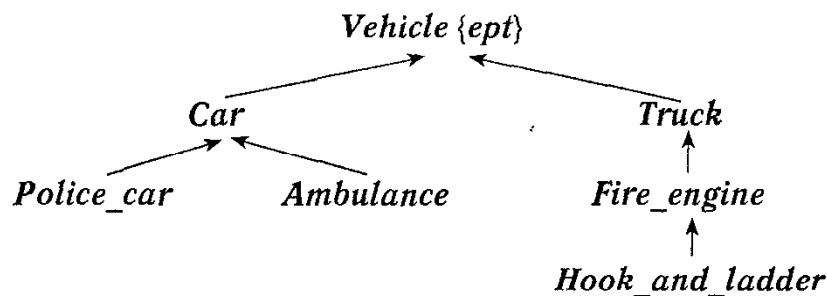 Vehicle {ept}
Car Truck
Police_car Ambulance Fire_engine
Hook_and_ladder